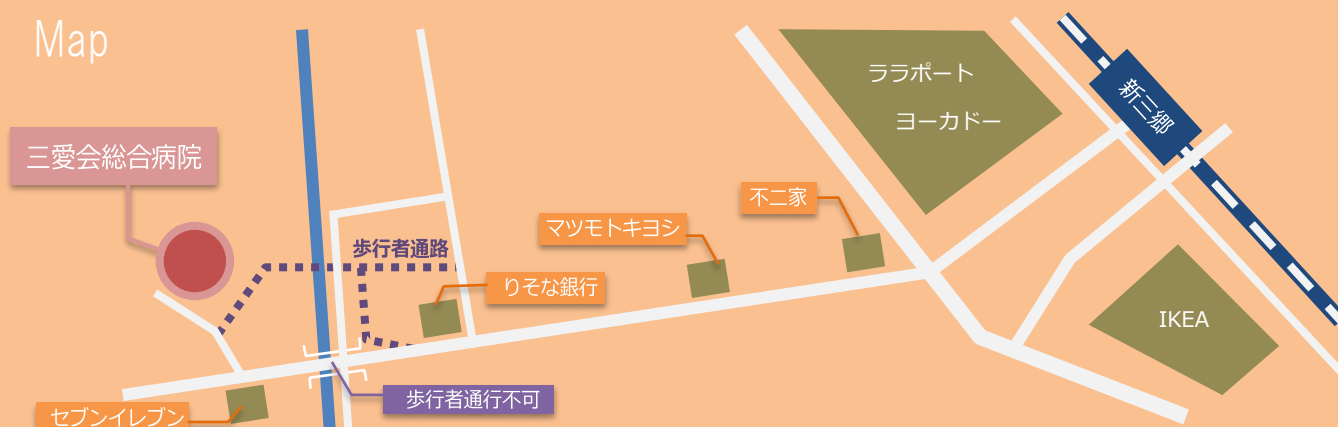 Map
三愛会総合病院
歩行者通路
りそな銀行
マツモトキヨシ
不二家
ララポート
ヨーカドー
新三郷
IKEA
歩行者通行不可
セブンイレブン